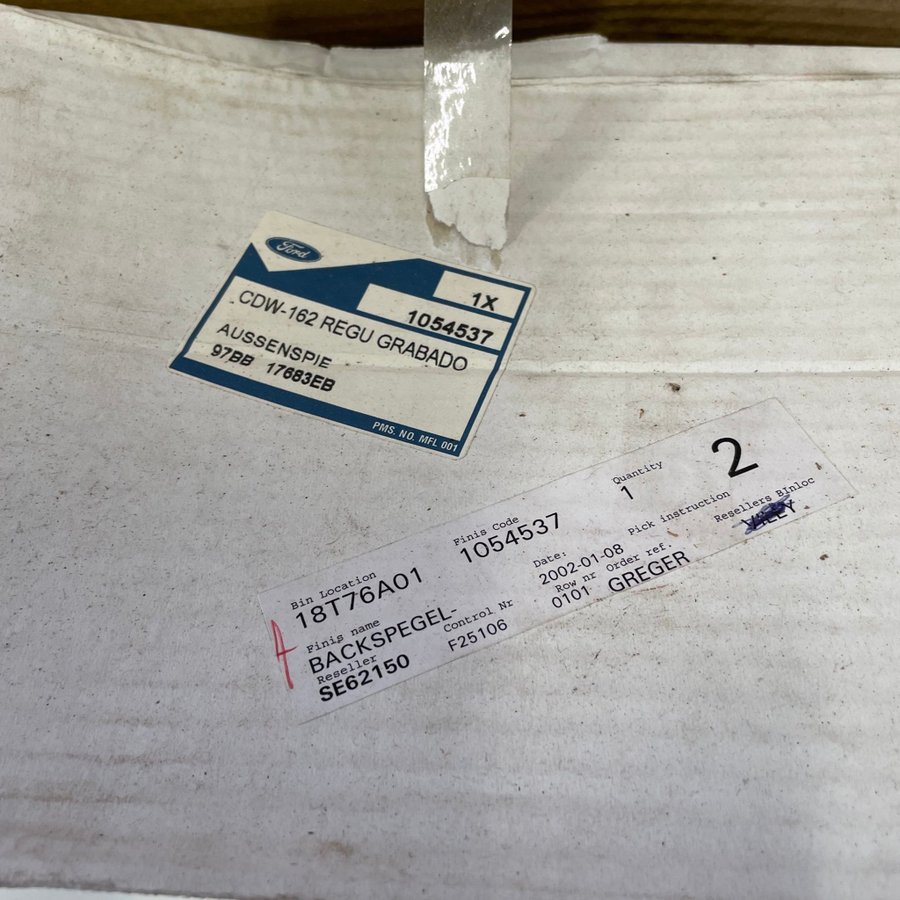 Ford
1X
1054537
CDW-162 REGU GRABADO
AUSSENSPIE
97BB 17683EB
PMS. NO. MFL 001
Bin Location
18T76A01
Finis Code
1054537
Quantity
1
2
Finis name
BACKSPEGEL-
Date:
2002-01-08
Pick instruction
Resellers BInloc
Reseller
SE62150
Control Nr
F25106
Row nr Order ref.
0101 GREGER